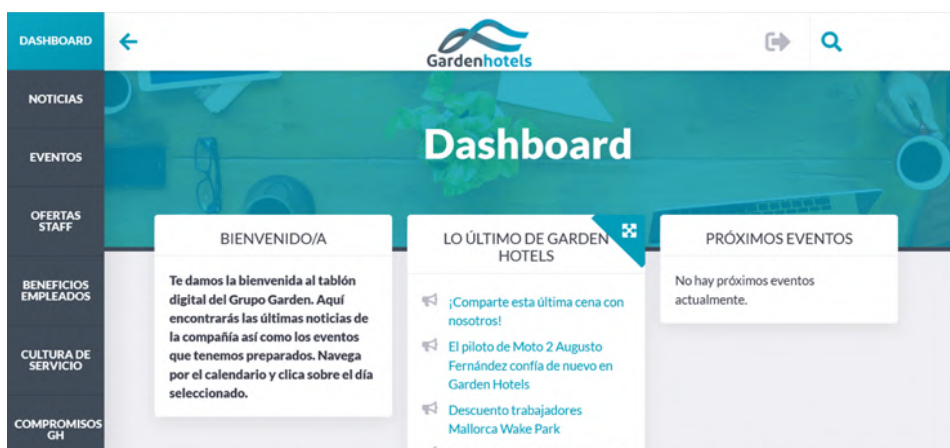 DASHBOARD
NOTICIAS
EVENTOS
OFERTAS
STAFF
BENEFICIOS
EMPLEADOS
CULTURA DE
SERVICIO
COMPROMISOS
GH
Gardenhotels
Dashboard
BIENVENIDO/A
Te damos la bienvenida al tablón
digital del Grupo Garden. Aquí
encontrarás las últimas noticias de
la compañía así como los eventos
que tenemos preparados. Navega
por el calendario y clica sobre el día
seleccionado.
LO ÚLTIMO DE GARDEN
HOTELS
¡Comparte esta última cena con
nosotros!
El piloto de Moto 2 Augusto
Fernández confía de nuevo en
Garden Hotels
Descuento trabajadores
Mallorca Wake Park
PRÓXIMOS EVENTOS
No hay próximos eventos
actualmente.